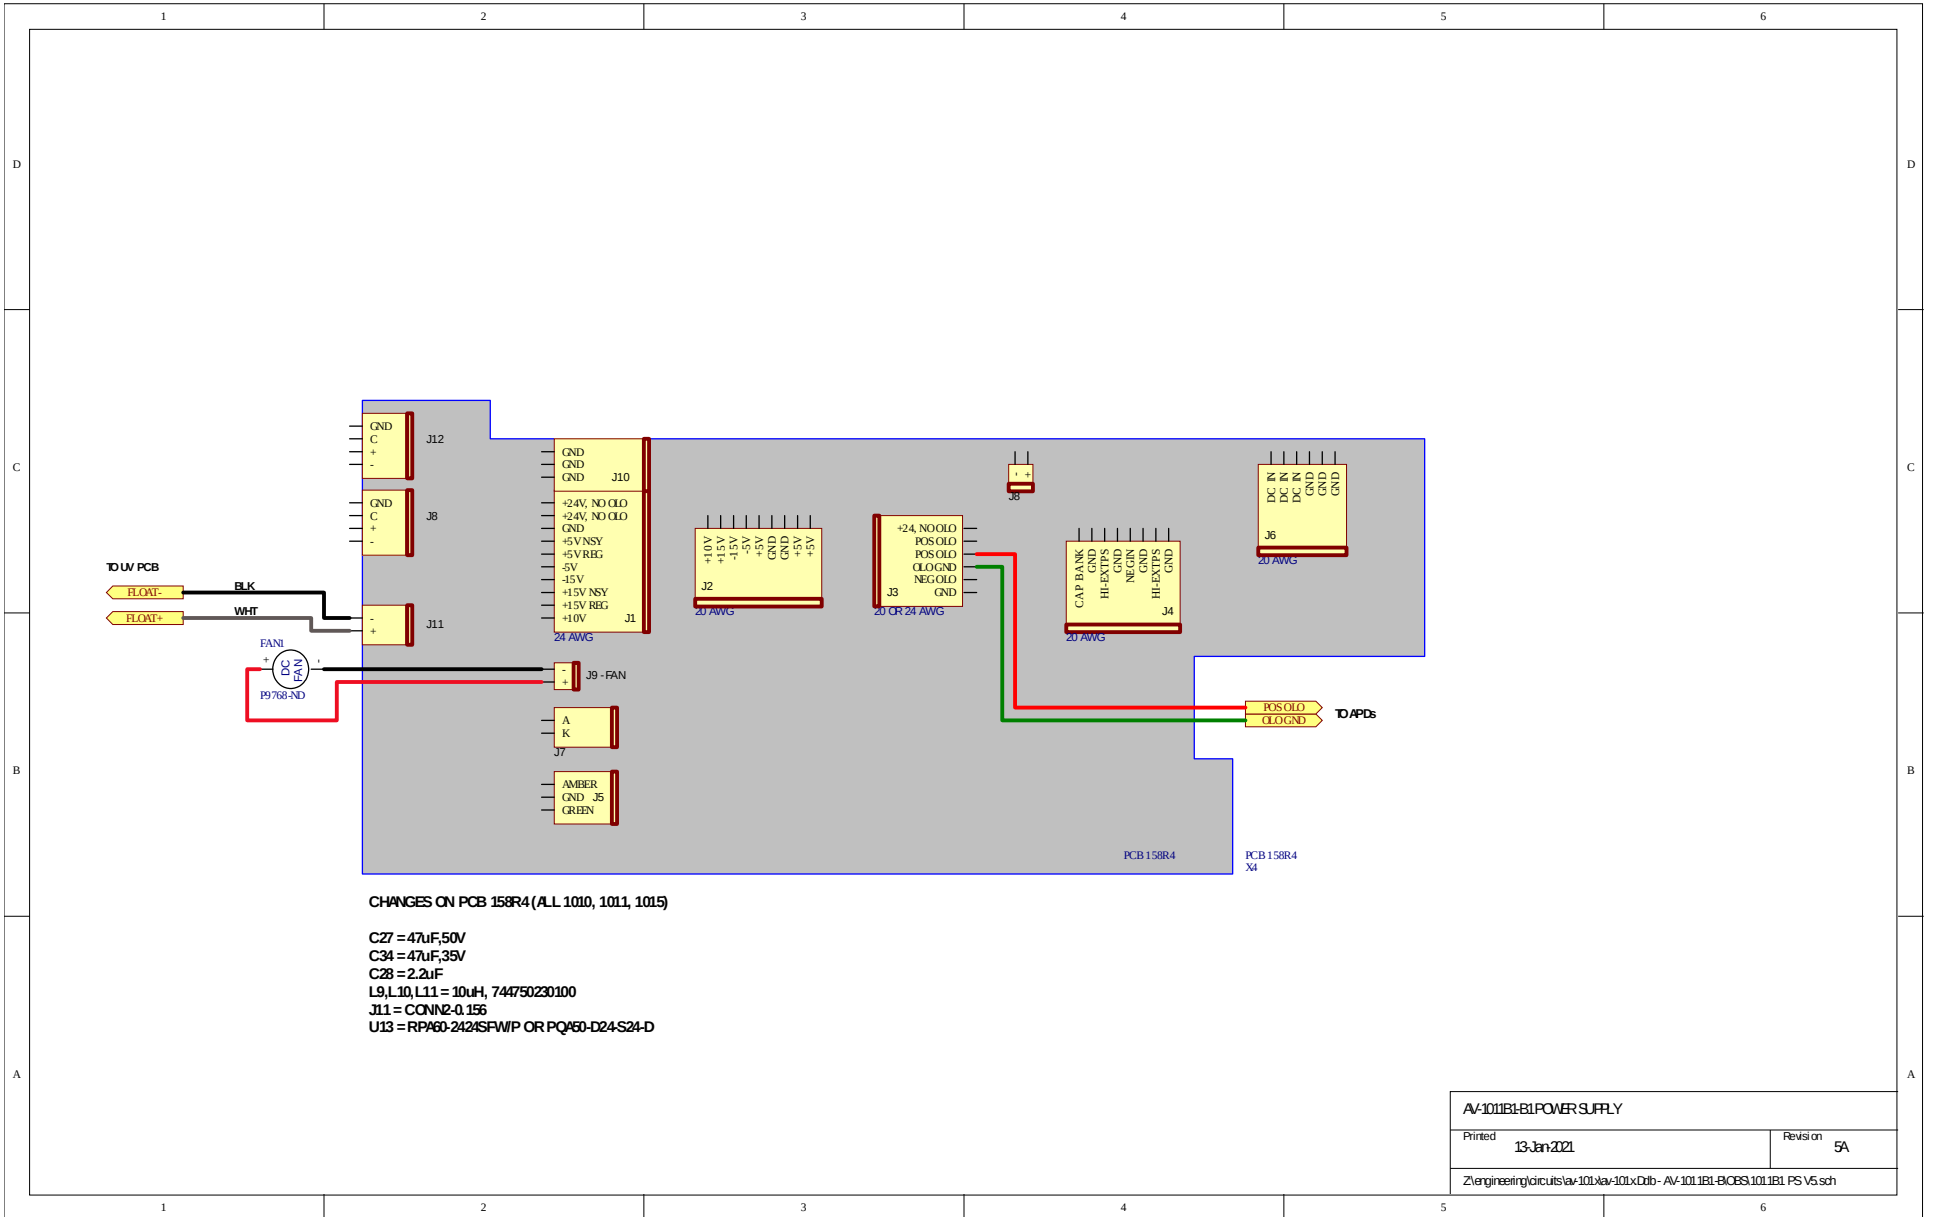 1 2 3 4 5 6
D D
C C
B B
A A
TO UV PCB
FLOAT-
BLK
FLOAT+
WHT
FAN1
+
-
DC FAN
P9768-ND
GND
C
+
-
J12
GND
C
+
-
J8
-
+
J11
GND
GND
GND
J10
+24V, NO OLO
+24V, NO OLO
GND
+5V NSY
+5V REG
-5V
-15V
+15V NSY
+15V REG
+10V
J1
24 AWG
-
+
J9 - FAN
A
K
J7
AMBER
GND
GREEN
J5
+10V
+15V
-15V
-5V
+5V
GND
GND
+5V
+5V
J2
20 AWG
+24, NO OLO
POS OLO
POS OLO
OLO GND
NEG OLO
GND
J3
20 OR 24 AWG
-
+
J8
CAP BANK
GND
HI-EXTPS
GND
NEG IN
GND
HI-EXTPS
GND
J4
20 AWG
DC IN
DC IN
DC IN
GND
GND
GND
J6
20 AWG
POS OLO
OLO GND
TO APDs
PCB 158R4
PCB 158R4
X4
CHANGES ON PCB 158R4 (ALL 1010, 1011, 1015)
C27 = 47uF,50V
C34 = 47uF,35V
C28 = 2.2uF
L9,L10,L11 = 10uH, 744750230100
J11 = CONN2-0.156
U13 = RPA60-2424SFW/P OR PQA50-D24-S24-D
AV-1011B1-B1 POWER SUPPLY
Printed 13-Jan-2021
Revision 5A
Z:\engineering\circuits\av-101x\av-101x.Ddb - AV-1011B1-B\OBS\1011B1 PS V5.sch
1 2 3 4 5 6